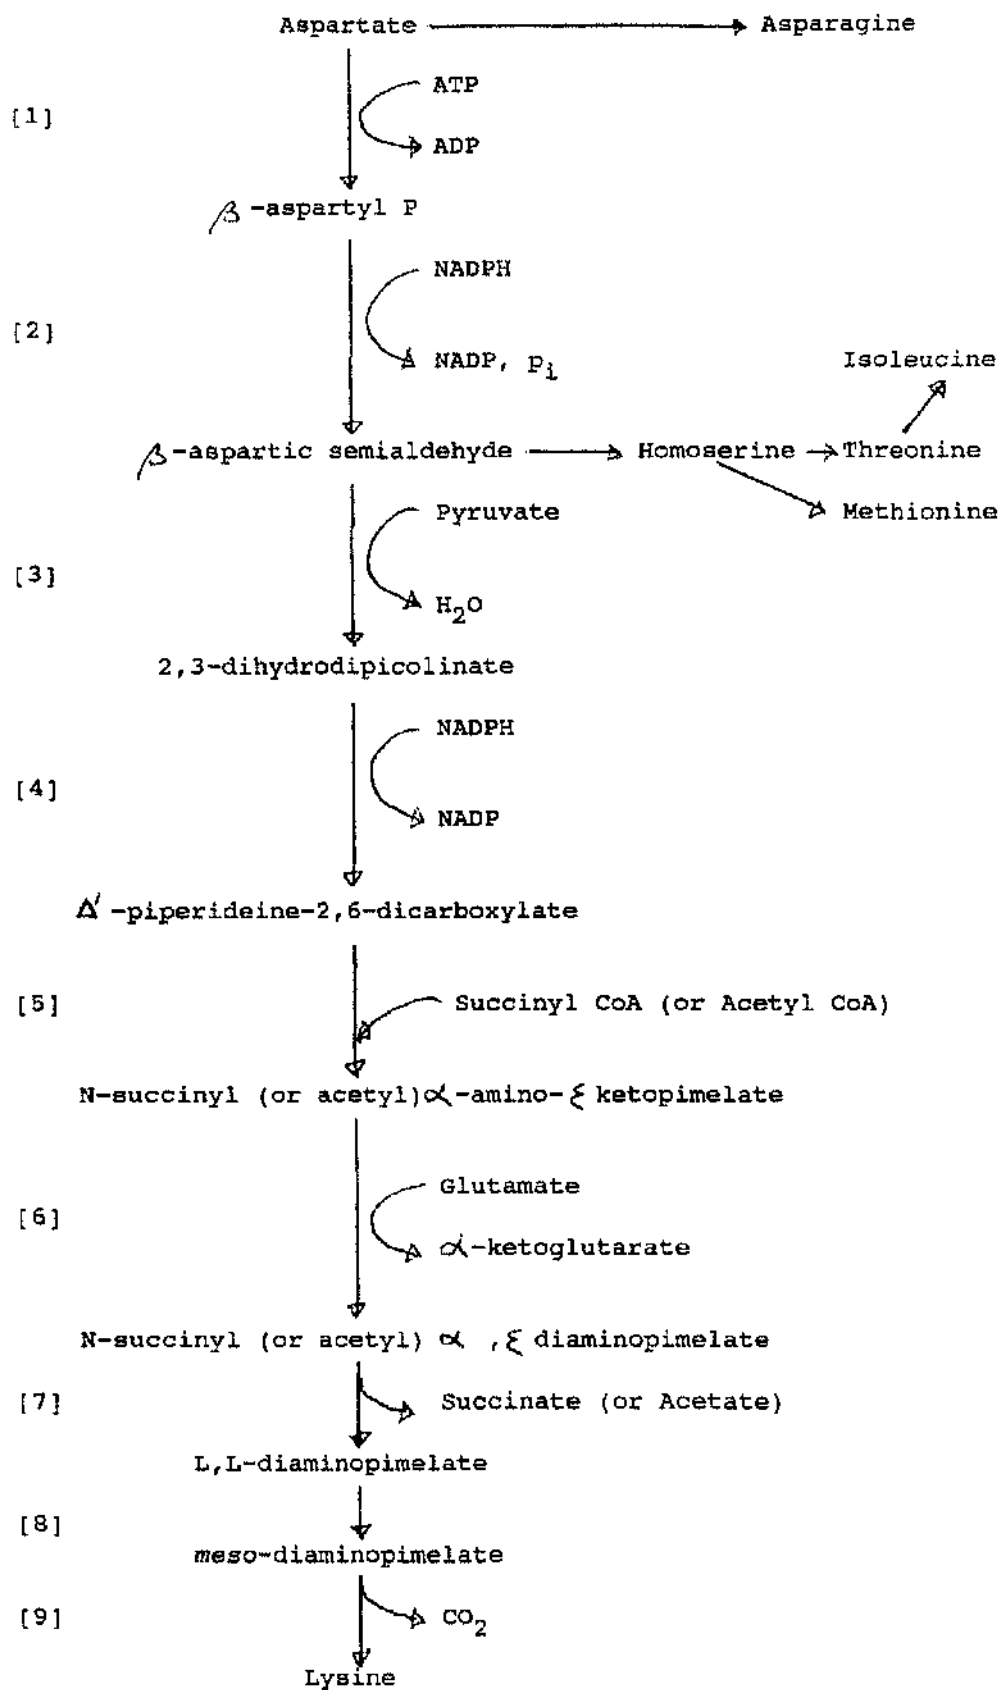 Aspartate Asparagine
ATP
[1]
ADP
β-aspartyl P
NADPH
[2]
NADP, pi
Isoleucine
β-aspartic semialdehyde Homoserine Threonine
Pyruvate
Methionine
[3]
H₂O
2,3-dihydrodipicolinate
NADPH
[4]
NADP
Δ'-piperideine-2,6-dicarboxylate
[5] Succinyl CoA (or Acetyl CoA)
N-succinyl (or acetyl)α-amino-ξ ketopimelate
Glutamate
[6]
α-ketoglutarate
N-succinyl (or acetyl) α ,ξ diaminopimelate
[7] Succinate (or Acetate)
L,L-diaminopimelate
[8]
meso-diaminopimelate
[9] CO₂
Lysine